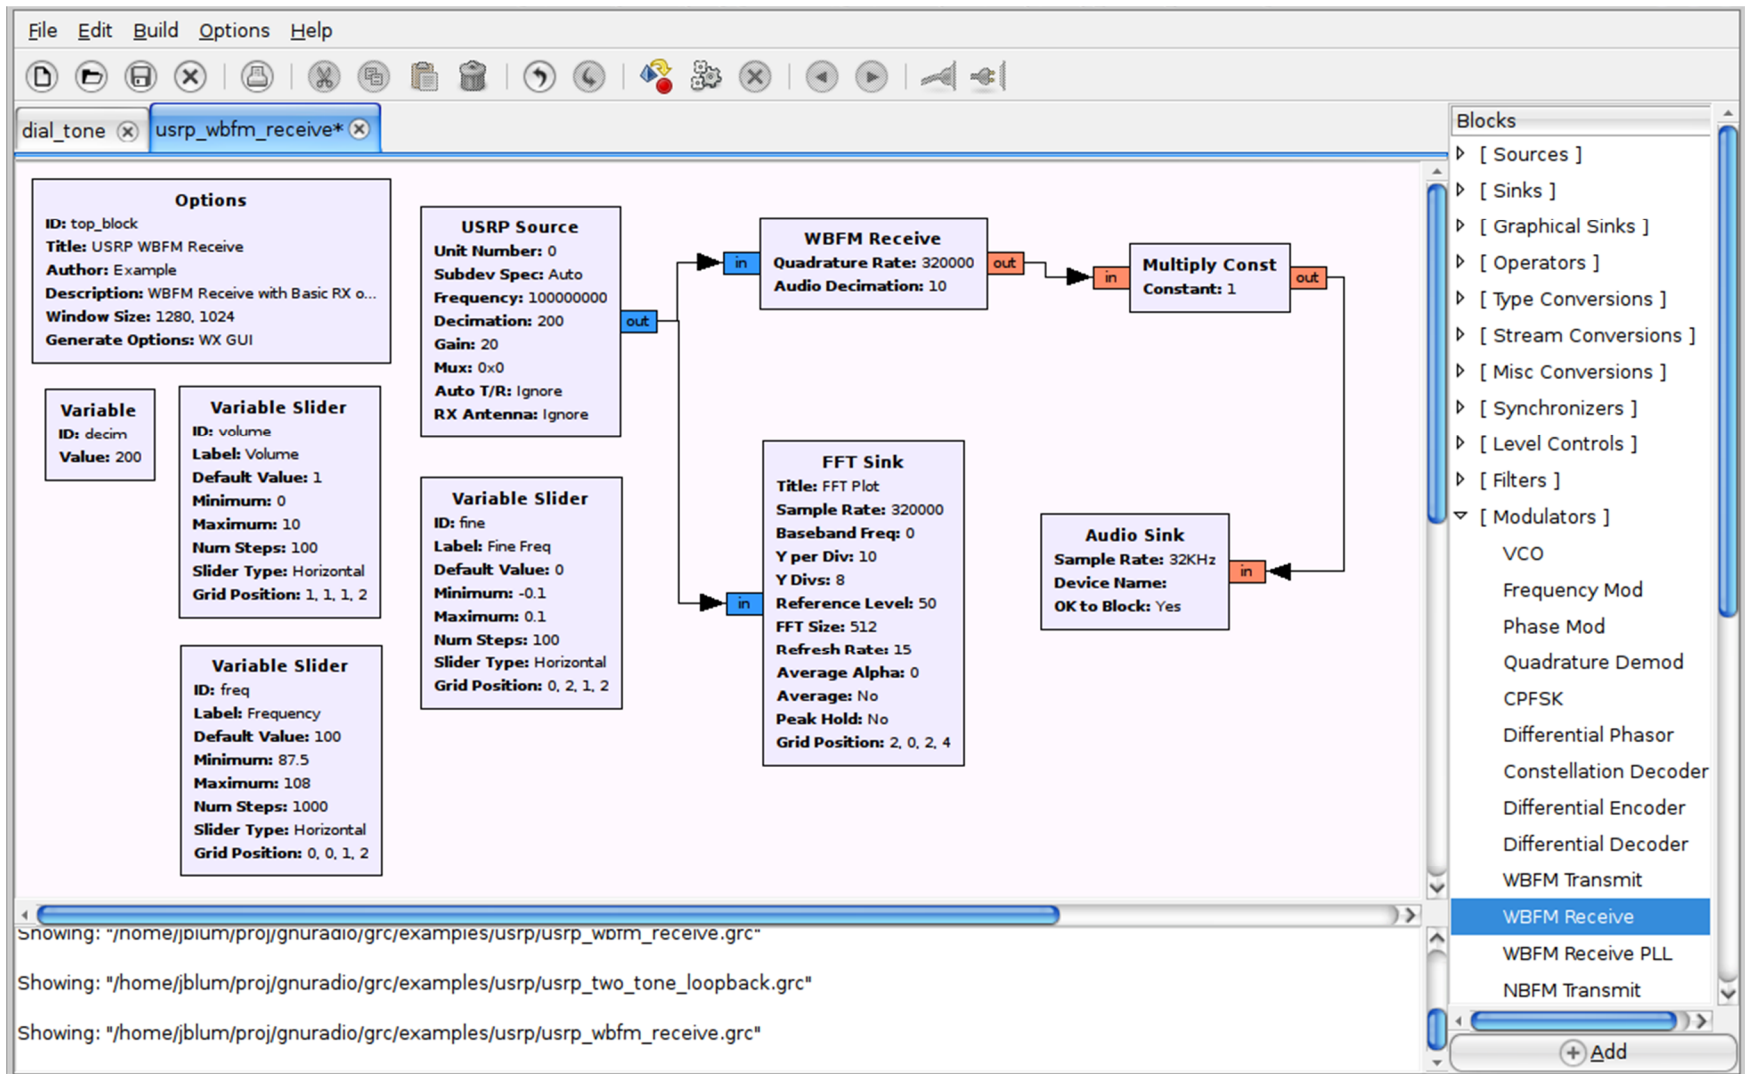 File Edit Build Options Help
dial_tone
usrp_wbfm_receive*
Options
ID: top_block
Title: USRP WBFM Receive
Author: Example
Description: WBFM Receive with Basic RX o...
Window Size: 1280, 1024
Generate Options: WX GUI
Variable
ID: decim
Value: 200
Variable Slider
ID: volume
Label: Volume
Default Value: 1
Minimum: 0
Maximum: 10
Num Steps: 100
Slider Type: Horizontal
Grid Position: 1, 1, 1, 2
Variable Slider
ID: freq
Label: Frequency
Default Value: 100
Minimum: 87.5
Maximum: 108
Num Steps: 1000
Slider Type: Horizontal
Grid Position: 0, 0, 1, 2
USRP Source
Unit Number: 0
Subdev Spec: Auto
Frequency: 100000000
Decimation: 200
Gain: 20
Mux: 0x0
Auto T/R: Ignore
RX Antenna: Ignore
out
Variable Slider
ID: fine
Label: Fine Freq
Default Value: 0
Minimum: -0.1
Maximum: 0.1
Num Steps: 100
Slider Type: Horizontal
Grid Position: 0, 2, 1, 2
in
WBFM Receive
Quadrature Rate: 320000
Audio Decimation: 10
out
in
Multiply Const
Constant: 1
out
in
FFT Sink
Title: FFT Plot
Sample Rate: 320000
Baseband Freq: 0
Y per Div: 10
Y Divs: 8
Reference Level: 50
FFT Size: 512
Refresh Rate: 15
Average Alpha: 0
Average: No
Peak Hold: No
Grid Position: 2, 0, 2, 4
Audio Sink
Sample Rate: 32KHz
Device Name:
OK to Block: Yes
in
Showing: "/home/jblum/proj/gnuradio/grc/examples/usrp/usrp_wbfm_receive.grc"
Showing: "/home/jblum/proj/gnuradio/grc/examples/usrp/usrp_two_tone_loopback.grc"
Showing: "/home/jblum/proj/gnuradio/grc/examples/usrp/usrp_wbfm_receive.grc"
Blocks
[ Sources ]
[ Sinks ]
[ Graphical Sinks ]
[ Operators ]
[ Type Conversions ]
[ Stream Conversions ]
[ Misc Conversions ]
[ Synchronizers ]
[ Level Controls ]
[ Filters ]
[ Modulators ]
VCO
Frequency Mod
Phase Mod
Quadrature Demod
CPFSK
Differential Phasor
Constellation Decoder
Differential Encoder
Differential Decoder
WBFM Transmit
WBFM Receive
WBFM Receive PLL
NBFM Transmit
Add